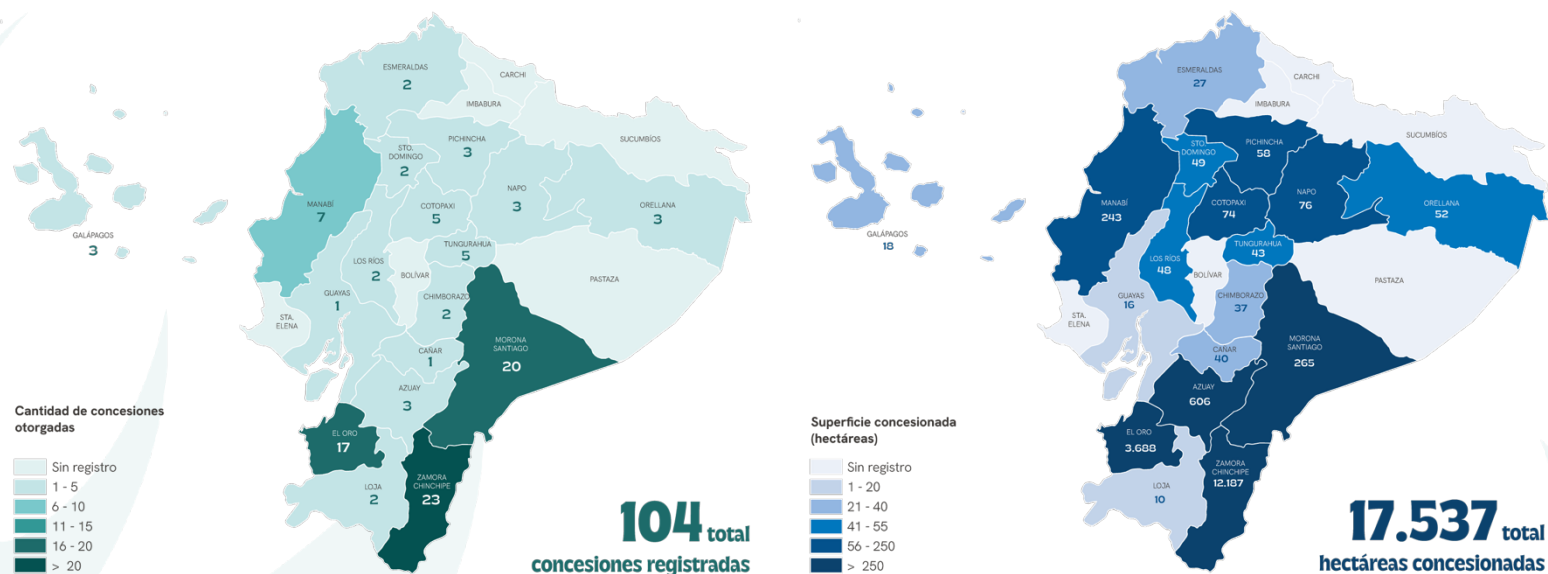 ESMERALDAS
2
CARCHI
IMBABURA
SUCUMBÍOS
PICHINCHA
3
STO.
DOMINGO
2
NAPO
3
ORELLANA
3
MANABÍ
7
COTOPAXI
5
GALÁPAGOS
3
TUNGURAHUA
5
LOS RÍOS
2
BOLÍVAR
PASTAZA
GUAYAS
1
CHIMBORAZO
2
STA.
ELENA
MORONA
SANTIAGO
20
CAÑAR
1
AZUAY
3
EL ORO
17
ZAMORA
CHINCHIPE
23
LOJA
2
Cantidad de concesiones
otorgadas
Sin registro
1 - 5
6 - 10
11 - 15
16 - 20
> 20
104 total
concesiones registradas
ESMERALDAS
27
CARCHI
IMBABURA
SUCUMBÍOS
PICHINCHA
58
STO.
DOMINGO
49
NAPO
76
ORELLANA
52
MANABÍ
243
COTOPAXI
74
GALÁPAGOS
18
TUNGURAHUA
43
LOS RÍOS
48
BOLÍVAR
PASTAZA
GUAYAS
16
CHIMBORAZO
37
STA.
ELENA
MORONA
SANTIAGO
265
CAÑAR
40
AZUAY
606
EL ORO
3.688
ZAMORA
CHINCHIPE
12.187
LOJA
10
Superficie concesionada
(hectáreas)
Sin registro
1 - 20
21 - 40
41 - 55
56 - 250
> 250
17.537 total
hectáreas concesionadas